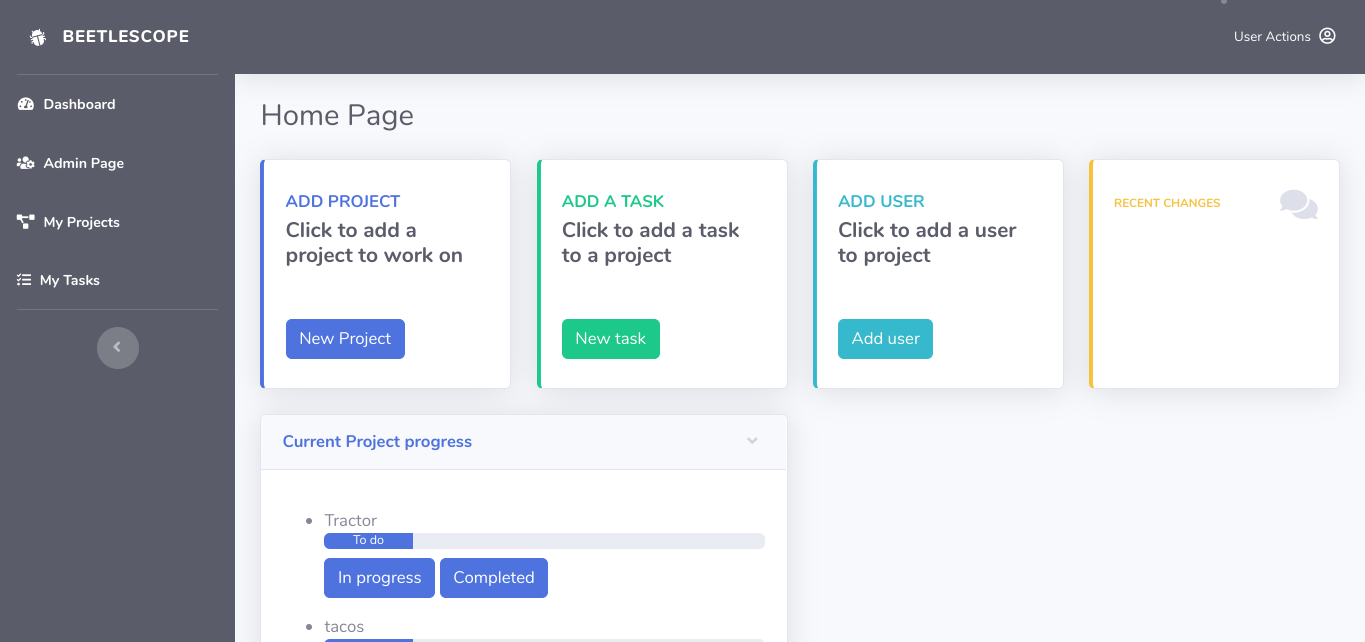 BEETLESCOPE
User Actions
Dashboard
Admin Page
My Projects
My Tasks
Home Page
ADD PROJECT
Click to add a
project to work on
New Project
ADD A TASK
Click to add a task
to a project
New task
ADD USER
Click to add a user
to project
Add user
RECENT CHANGES
Current Project progress
Tractor
To do
In progress
Completed
tacos